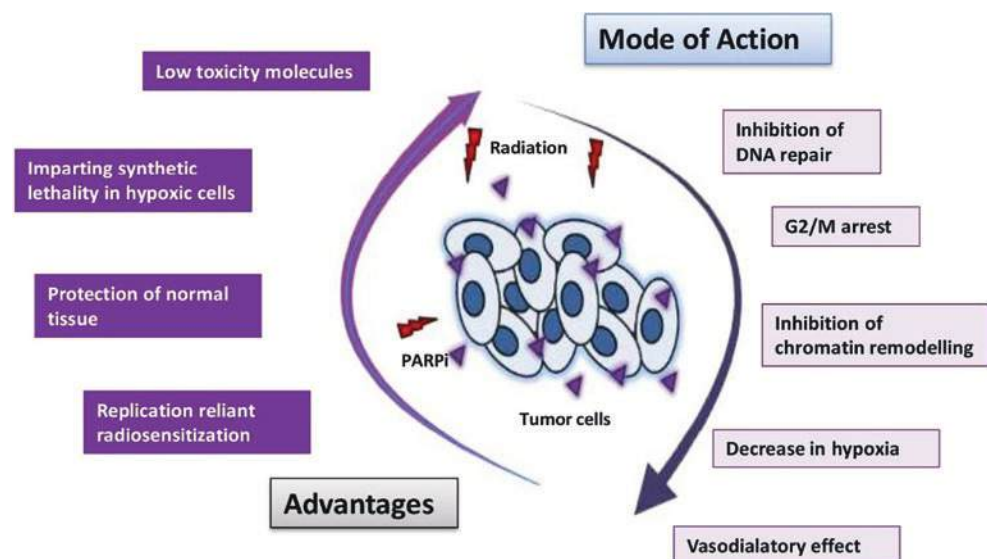 Mode of Action
Low toxicity molecules
Radiation
Inhibition of
DNA repair
Imparting synthetic
lethality in hypoxic cells
G2/M arrest
Protection of normal
tissue
Inhibition of
chromatin remodelling
PARPi
Replication reliant
radiosensitization
Tumor cells
Decrease in hypoxia
Advantages
Vasodialatory effect